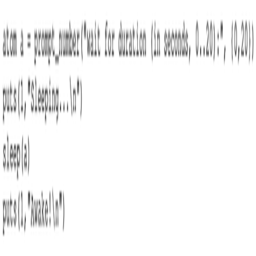 atom a = prompt_number("wait for duration (in seconds, 0..20):", {0,20})
puts(1,"Sleeping...\n")
sleep(a)
puts(1,"Awake!\n")